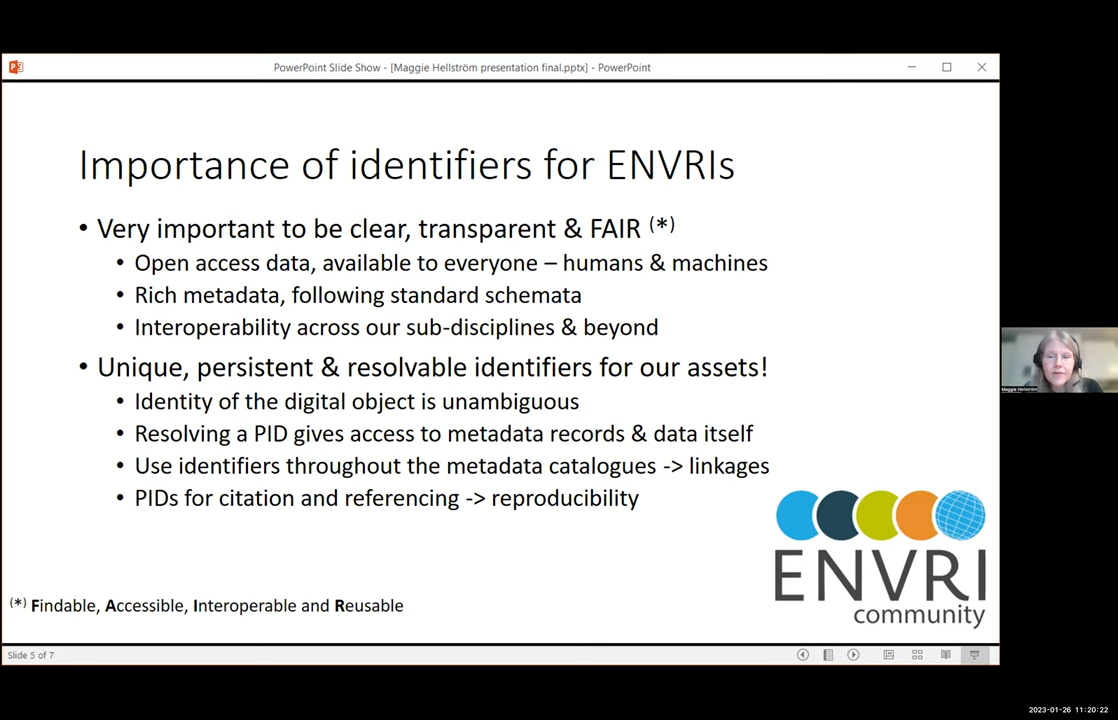 PowerPoint Slide Show - [Maggie Hellström presentation final.pptx] - PowerPoint
Importance of identifiers for ENVRIs
• Very important to be clear, transparent & FAIR (*)
• Open access data, available to everyone – humans & machines
• Rich metadata, following standard schemata
• Interoperability across our sub-disciplines & beyond
• Unique, persistent & resolvable identifiers for our assets!
• Identity of the digital object is unambiguous
• Resolving a PID gives access to metadata records & data itself
• Use identifiers throughout the metadata catalogues -> linkages
• PIDs for citation and referencing -> reproducibility
ENVRI
community
(*) Findable, Accessible, Interoperable and Reusable
Slide 5 of 7
Maggie Hellström
2023-01-26 11:20:22